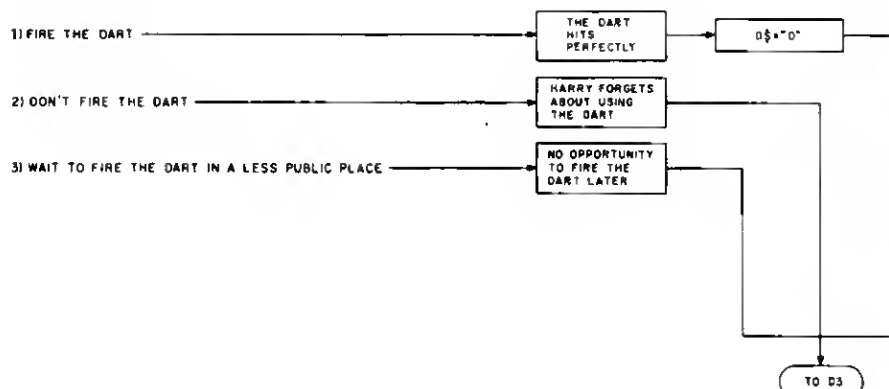 1) FIRE THE DART
THE DART
HITS
PERFECTLY
D$="D"
2) DON'T FIRE THE DART
HARRY FORGETS
ABOUT USING
THE DART
3) WAIT TO FIRE THE DART IN A LESS PUBLIC PLACE
NO OPPORTUNITY
TO FIRE THE
DART LATER
TO D3